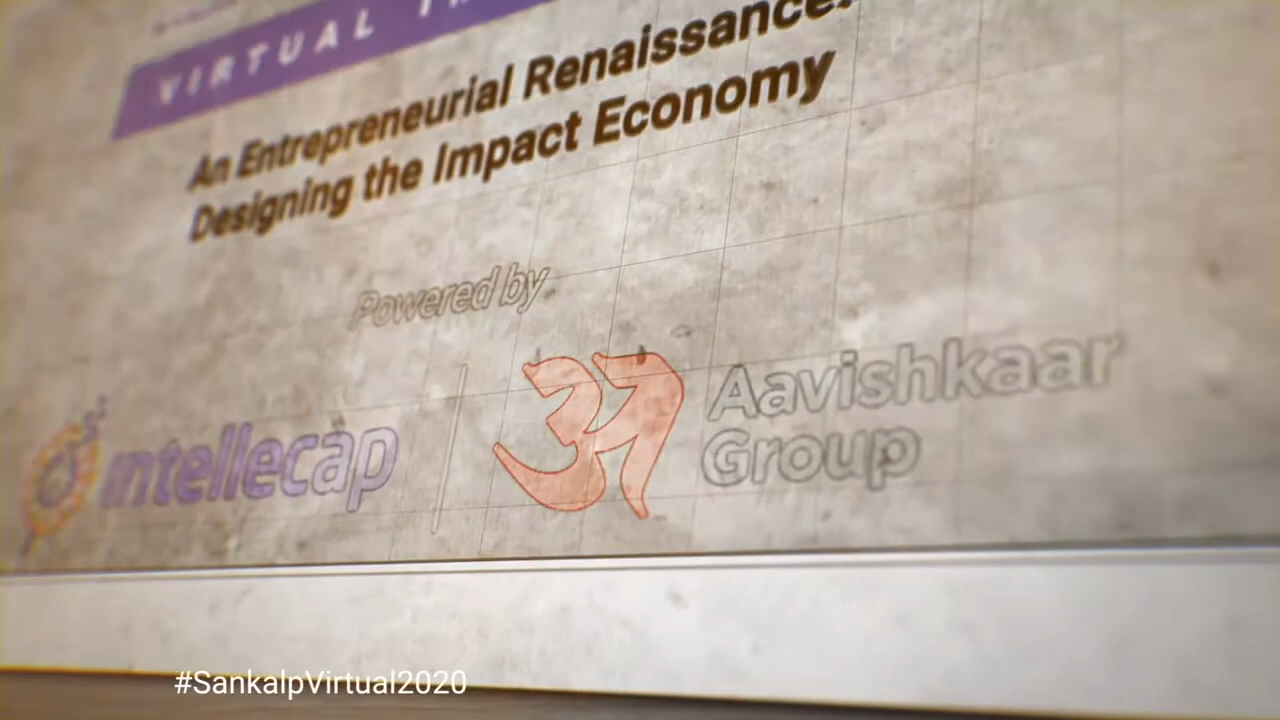 VIRTUAL
An Entrepreneurial Renaissance:
Designing the Impact Economy
Powered by
intellecap
अ
Aavishkaar
Group
#SankalpVirtual2020